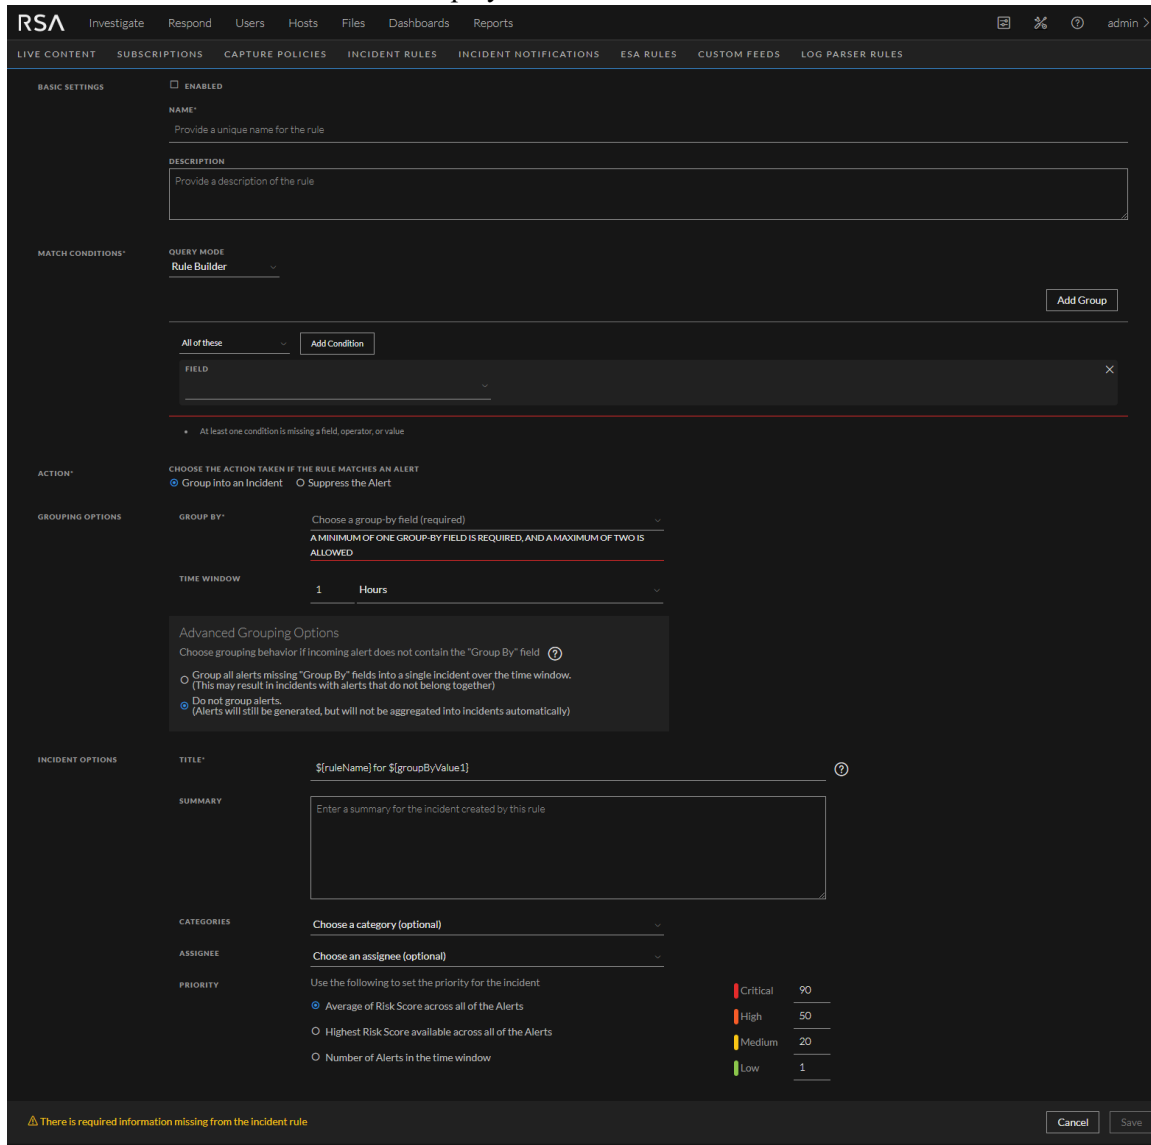 RSA Investigate Respond Users Hosts Files Dashboards Reports admin >
LIVE CONTENT SUBSCRIPTIONS CAPTURE POLICIES INCIDENT RULES INCIDENT NOTIFICATIONS ESA RULES CUSTOM FEEDS LOG PARSER RULES
BASIC SETTINGS ENABLED
NAME*
Provide a unique name for the rule
DESCRIPTION
Provide a description of the rule
MATCH CONDITIONS* QUERY MODE
Rule Builder
Add Group
All of these Add Condition
FIELD
At least one condition is missing a field, operator, or value
ACTION* CHOOSE THE ACTION TAKEN IF THE RULE MATCHES AN ALERT
Group into an Incident Suppress the Alert
GROUPING OPTIONS GROUP BY* Choose a group-by field (required)
A MINIMUM OF ONE GROUP-BY FIELD IS REQUIRED, AND A MAXIMUM OF TWO IS
ALLOWED
TIME WINDOW
1 Hours
Advanced Grouping Options
Choose grouping behavior if incoming alert does not contain the "Group By" field ?
Group all alerts missing "Group By" fields into a single incident over the time window.
(This may result in incidents with alerts that do not belong together)
Do not group alerts.
(Alerts will still be generated, but will not be aggregated into incidents automatically)
INCIDENT OPTIONS TITLE*
${ruleName} for ${groupByValue1} ?
SUMMARY
Enter a summary for the incident created by this rule
CATEGORIES Choose a category (optional)
ASSIGNEE Choose an assignee (optional)
PRIORITY Use the following to set the priority for the incident
Average of Risk Score across all of the Alerts
Highest Risk Score available across all of the Alerts
Number of Alerts in the time window
Critical 90
High 50
Medium 20
Low 1
There is required information missing from the incident rule Cancel Save